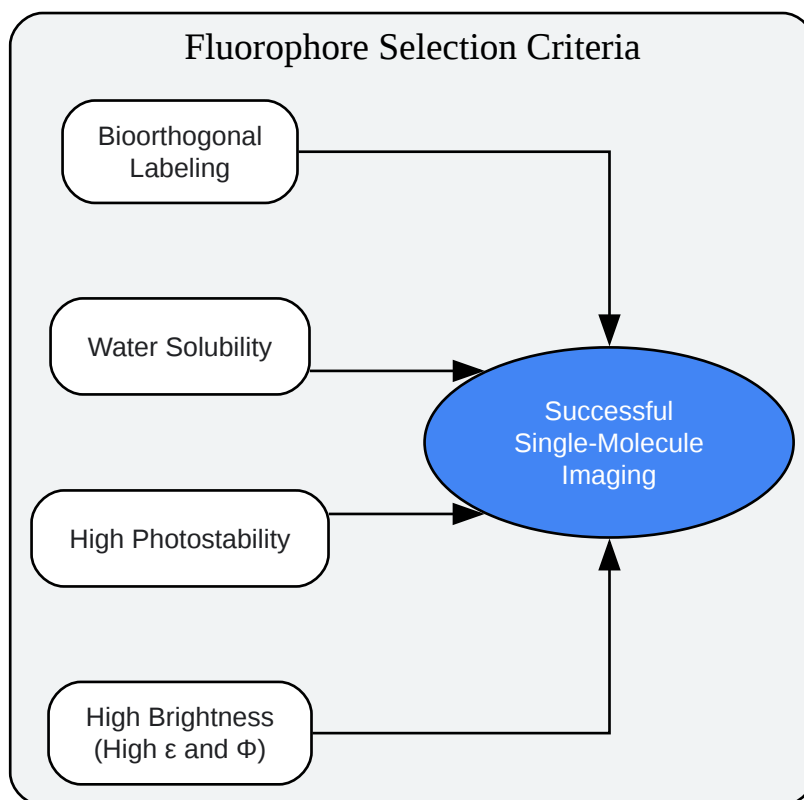 Fluorophore Selection Criteria
Bioorthogonal
Labeling
Water Solubility
Successful
Single-Molecule
Imaging
High Photostability
High Brightness
(High ε and Φ)